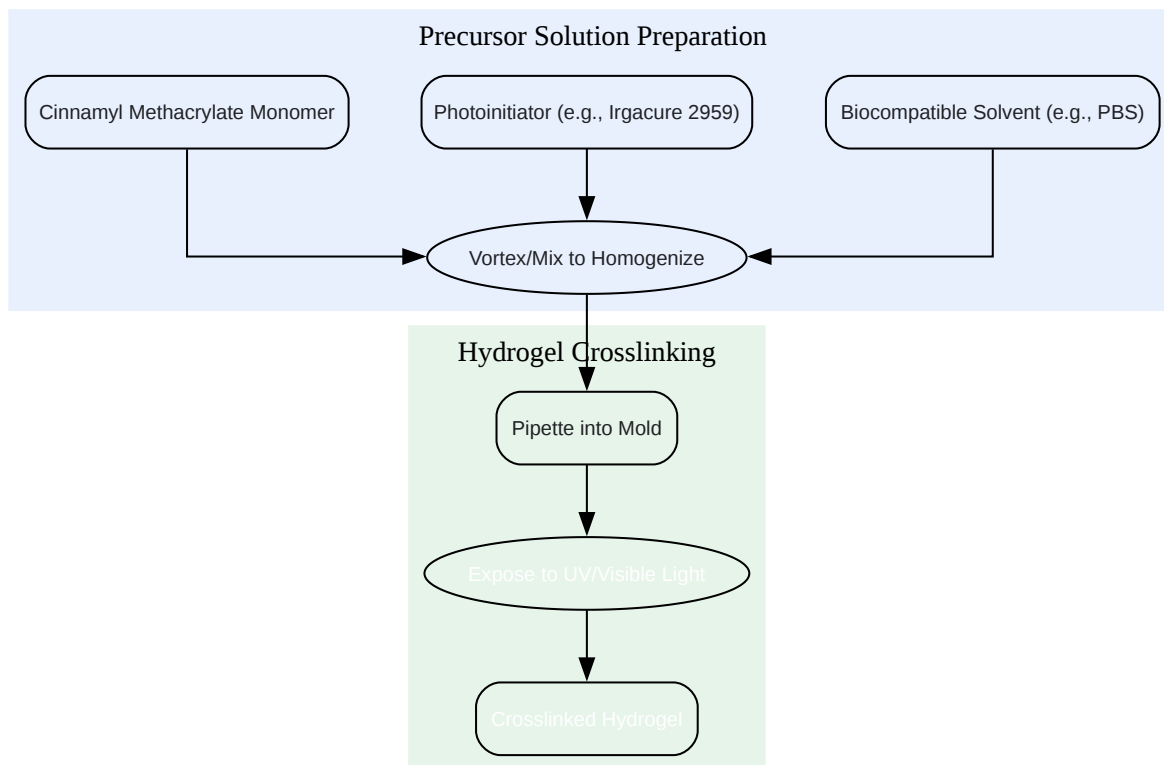 Precursor Solution Preparation
Cinnamyl Methacrylate Monomer
Photoinitiator (e.g., Irgacure 2959)
Biocompatible Solvent (e.g., PBS)
Vortex/Mix to Homogenize
Hydrogel Crosslinking
Pipette into Mold
Expose to UV/Visible Light
Crosslinked Hydrogel